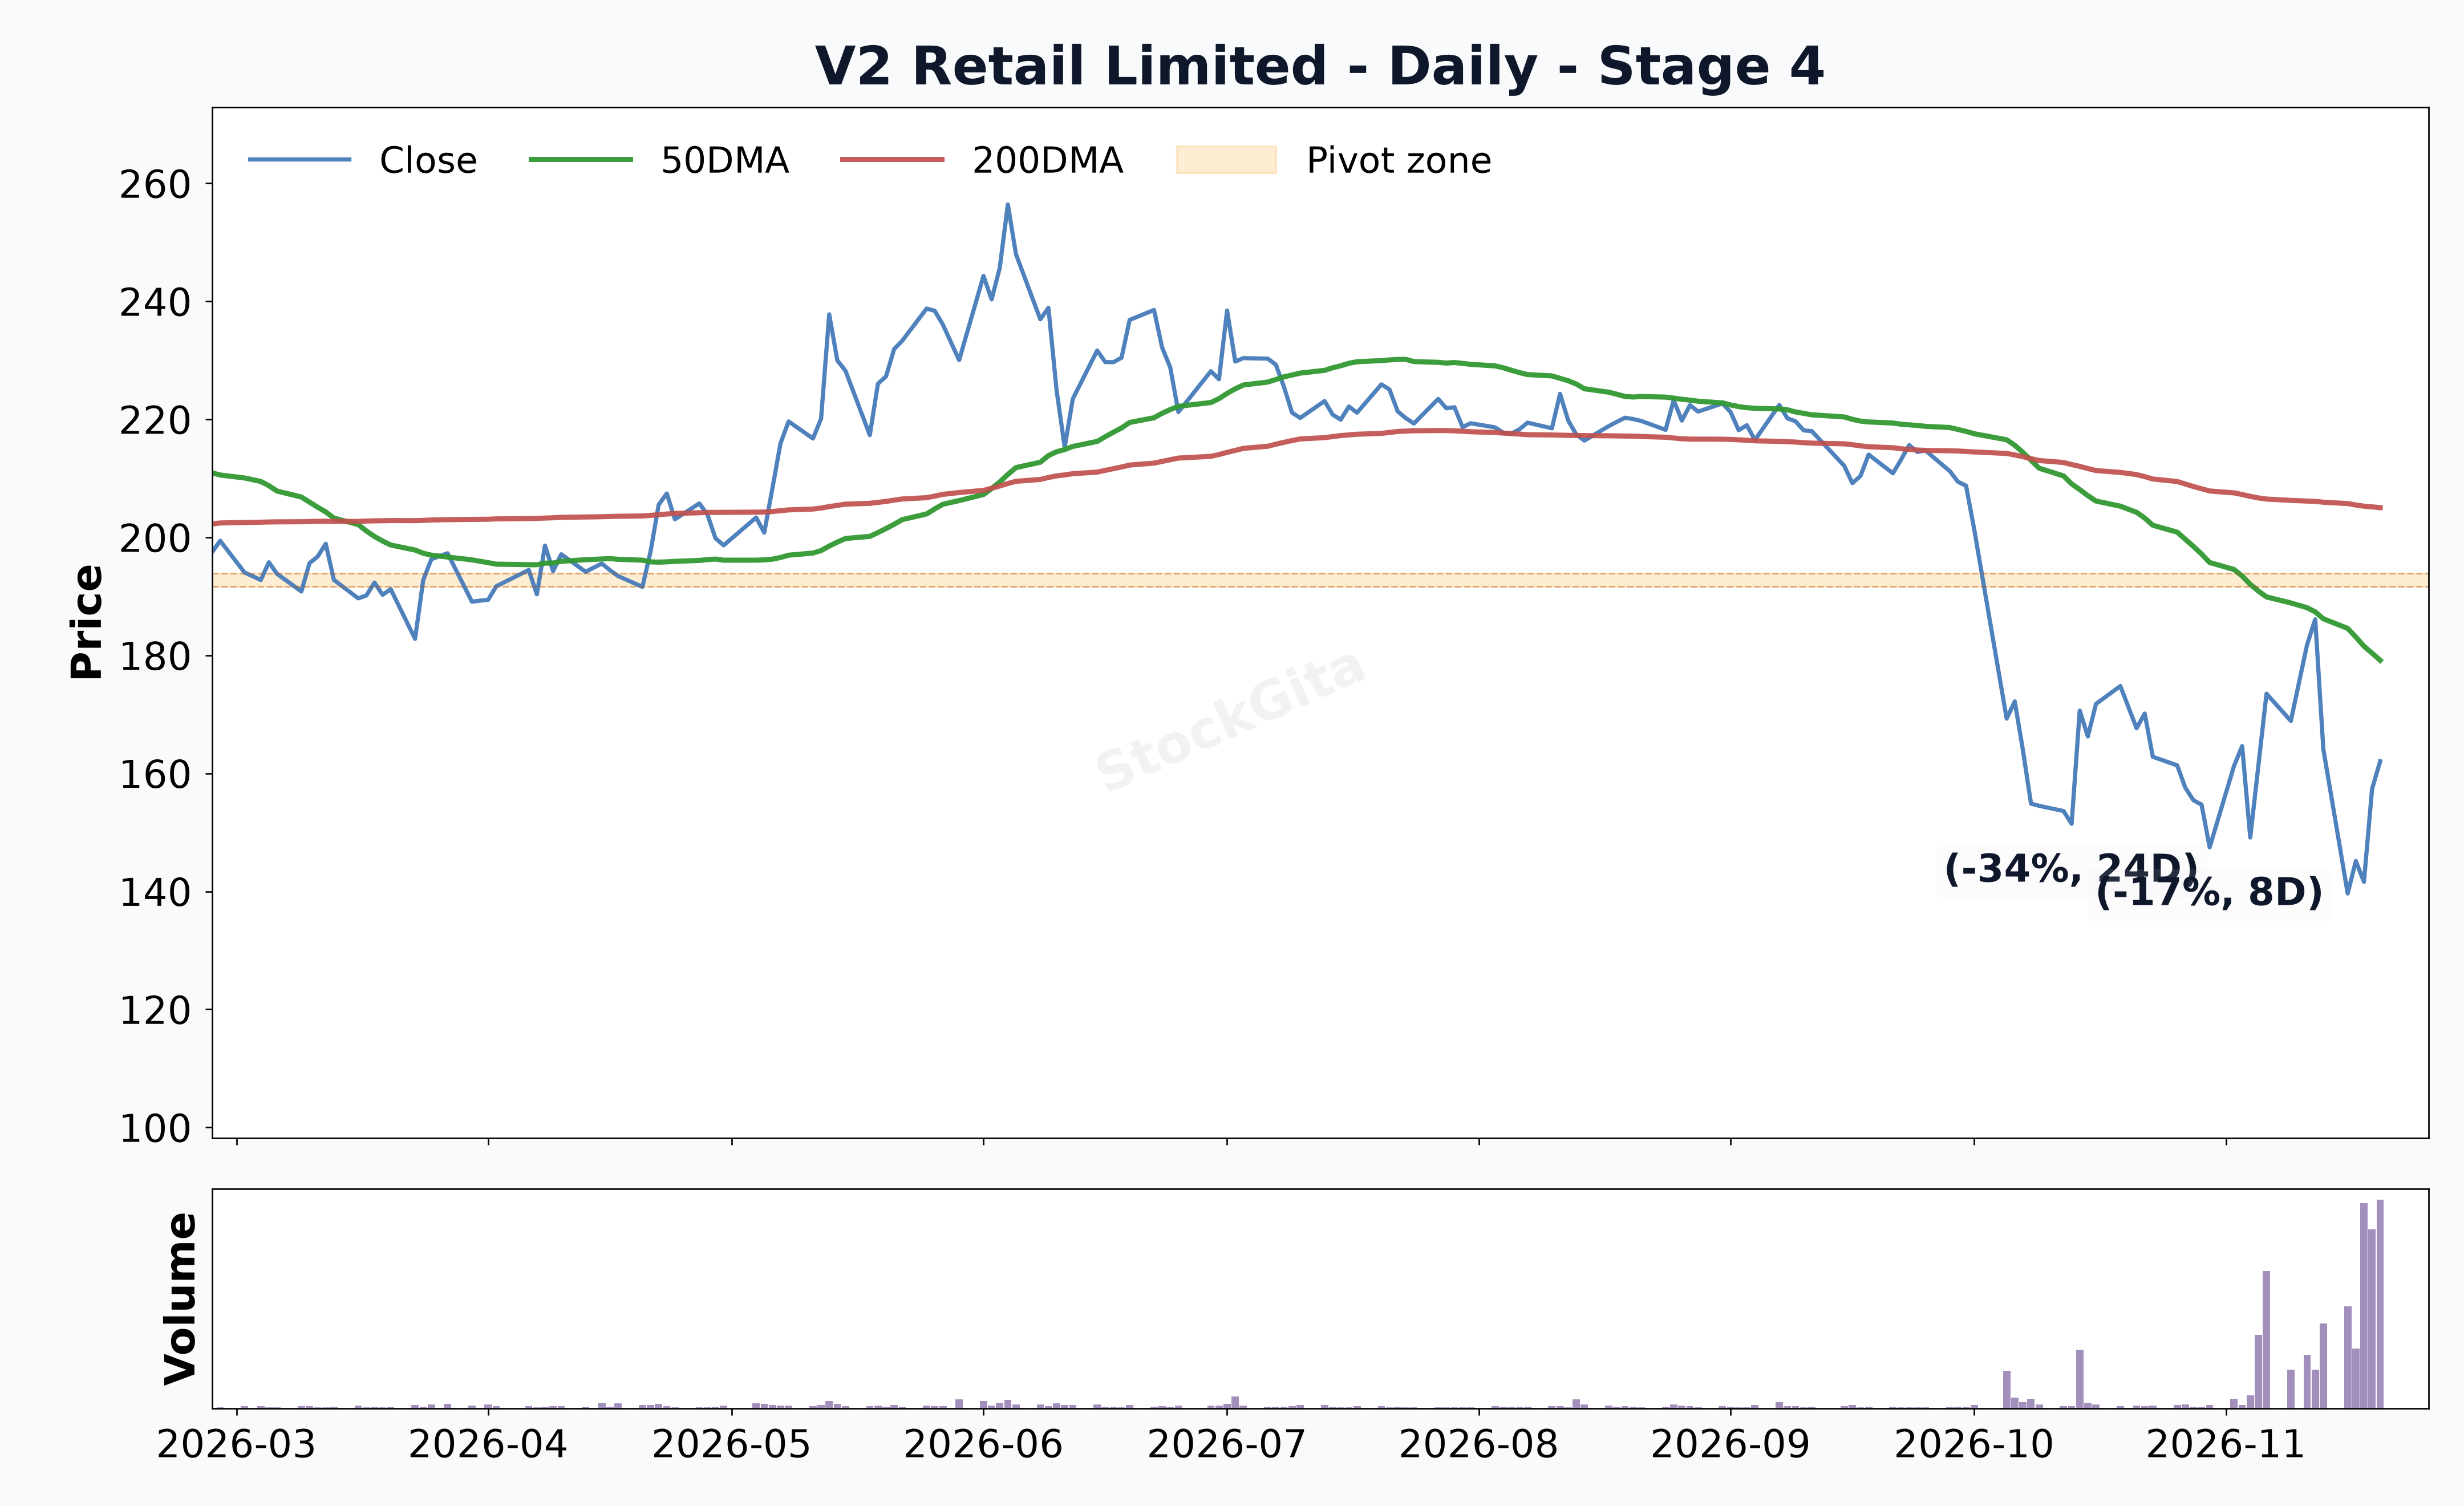 V2 Retail Limited - Daily - Stage 4
Close 50DMA 200DMA Pivot zone
Price
260
240
220
200
180
160
140
120
100
StockGita
(-34%, 24D)
(-17%, 8D)
Volume
2026-03 2026-04 2026-05 2026-06 2026-07 2026-08 2026-09 2026-10 2026-11